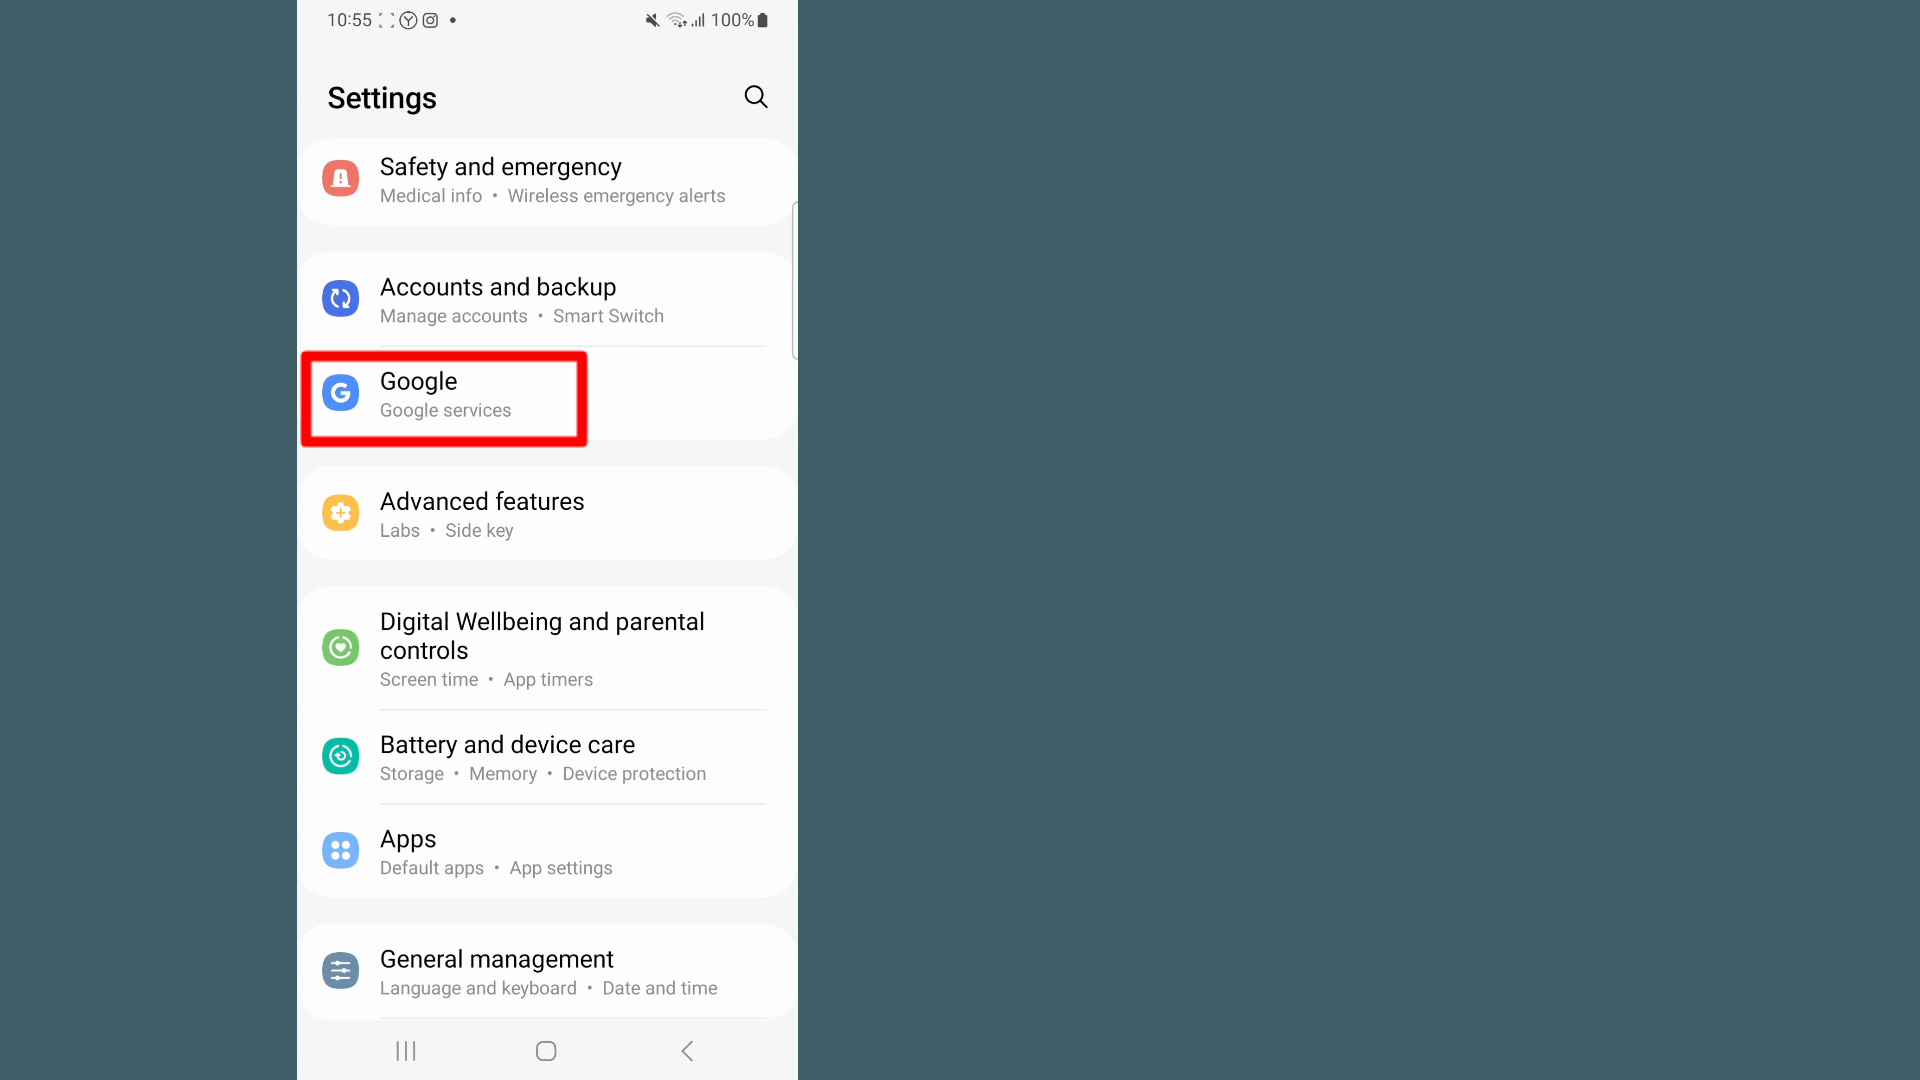 10:55 100%
Settings
Safety and emergency
Medical info • Wireless emergency alerts
Accounts and backup
Manage accounts • Smart Switch
Google
Google services
Advanced features
Labs • Side key
Digital Wellbeing and parental
controls
Screen time • App timers
Battery and device care
Storage • Memory • Device protection
Apps
Default apps • App settings
General management
Language and keyboard • Date and time